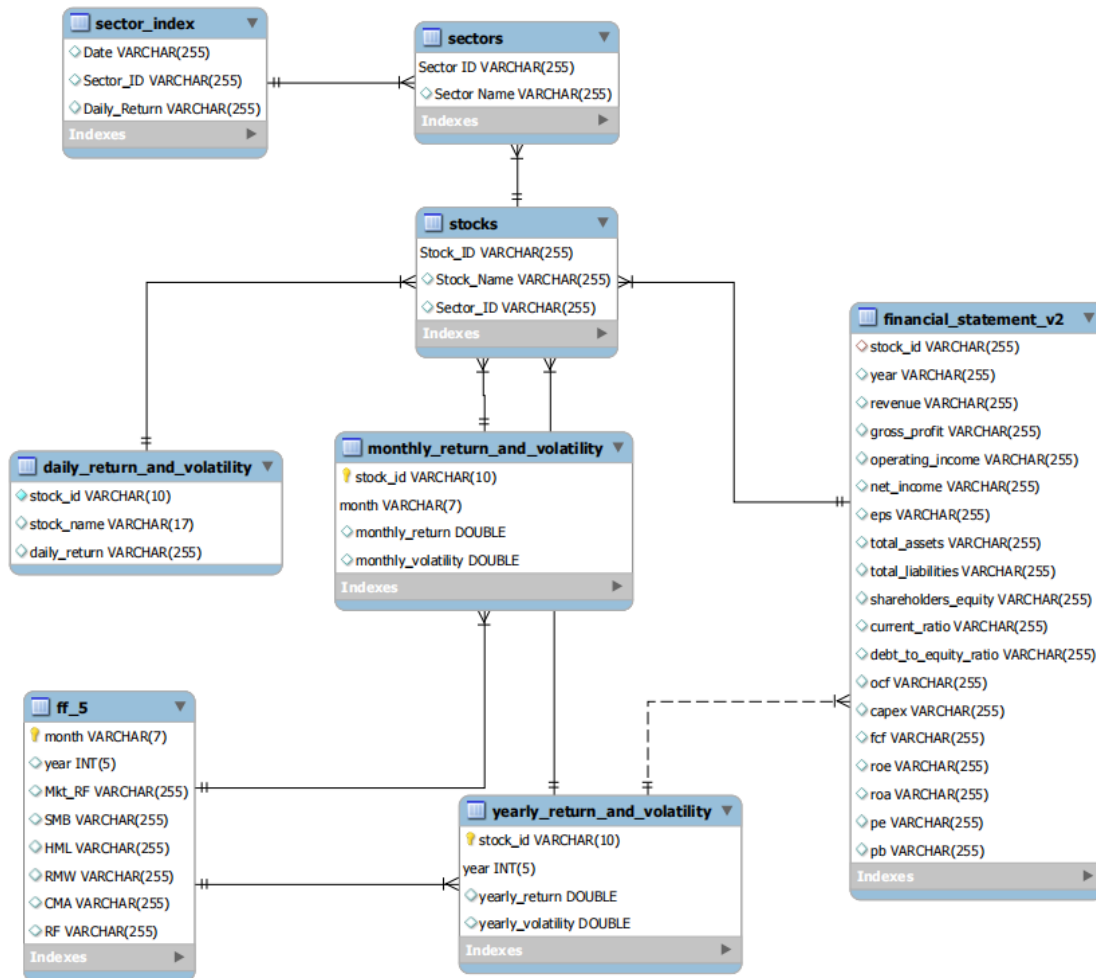 sector_index
Date VARCHAR(255)
Sector_ID VARCHAR(255)
Daily_Return VARCHAR(255)
Indexes
sectors
Sector ID VARCHAR(255)
Sector Name VARCHAR(255)
Indexes
stocks
Stock_ID VARCHAR(255)
Stock_Name VARCHAR(255)
Sector_ID VARCHAR(255)
Indexes
financial_statement_v2
stock_id VARCHAR(255)
year VARCHAR(255)
revenue VARCHAR(255)
gross_profit VARCHAR(255)
operating_income VARCHAR(255)
net_income VARCHAR(255)
eps VARCHAR(255)
total_assets VARCHAR(255)
total_liabilities VARCHAR(255)
shareholders_equity VARCHAR(255)
current_ratio VARCHAR(255)
debt_to_equity_ratio VARCHAR(255)
ocf VARCHAR(255)
capex VARCHAR(255)
fcf VARCHAR(255)
roe VARCHAR(255)
roa VARCHAR(255)
pe VARCHAR(255)
pb VARCHAR(255)
Indexes
daily_return_and_volatility
stock_id VARCHAR(10)
stock_name VARCHAR(17)
daily_return VARCHAR(255)
monthly_return_and_volatility
stock_id VARCHAR(10)
month VARCHAR(7)
monthly_return DOUBLE
monthly_volatility DOUBLE
Indexes
ff_5
month VARCHAR(7)
year INT(5)
Mkt_RF VARCHAR(255)
SMB VARCHAR(255)
HML VARCHAR(255)
RMW VARCHAR(255)
CMA VARCHAR(255)
RF VARCHAR(255)
Indexes
yearly_return_and_volatility
stock_id VARCHAR(10)
year INT(5)
yearly_return DOUBLE
yearly_volatility DOUBLE
Indexes